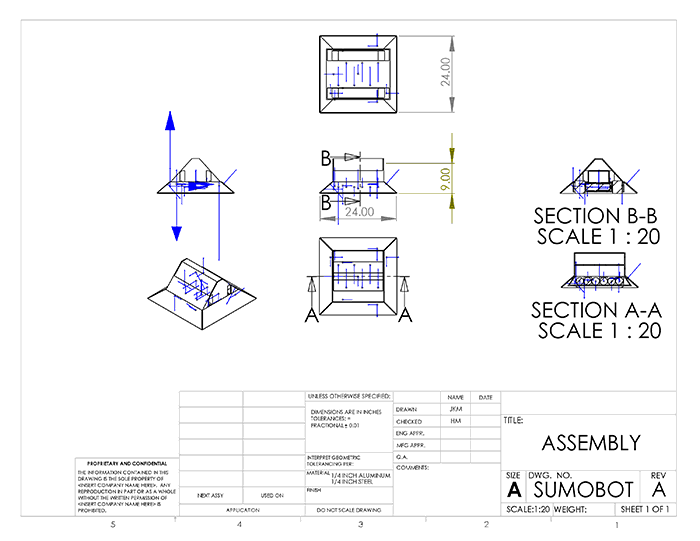 24.00
B
9.00
B
24.00
SECTION B-B
SCALE 1 : 20
A
A
SECTION A-A
SCALE 1 : 20
UNLESS OTHERWISE SPECIFIED:
NAME
DATE
DIMENSIONS ARE IN INCHES
TOLERANCES: =
FRACTIONAL ± 0.01
DRAWN
JKM
CHECKED
HM
ENG APPR.
MFG APPR.
INTERPRET GEOMETRIC
TOLERANCING PER:
Q.A.
COMMENTS:
MATERIAL
1/4 INCH ALUMINUM
1/4 INCH STEEL
FINISH
TITLE:
ASSEMBLY
SIZE
DWG. NO.
REV
A
SUMOBOT
A
SCALE:1:20
WEIGHT:
SHEET 1 OF 1
PROPRIETARY AND CONFIDENTIAL
THE INFORMATION CONTAINED IN THIS
DRAWING IS THE SOLE PROPERTY OF
<INSERT COMPANY NAME HERE>. ANY
REPRODUCTION IN PART OR AS A WHOLE
WITHOUT THE WRITTEN PERMISSION OF
<INSERT COMPANY NAME HERE> IS
PROHIBITED.
NEXT ASSY
USED ON
APPLICATION
DO NOT SCALE DRAWING
5
4
3
2
1